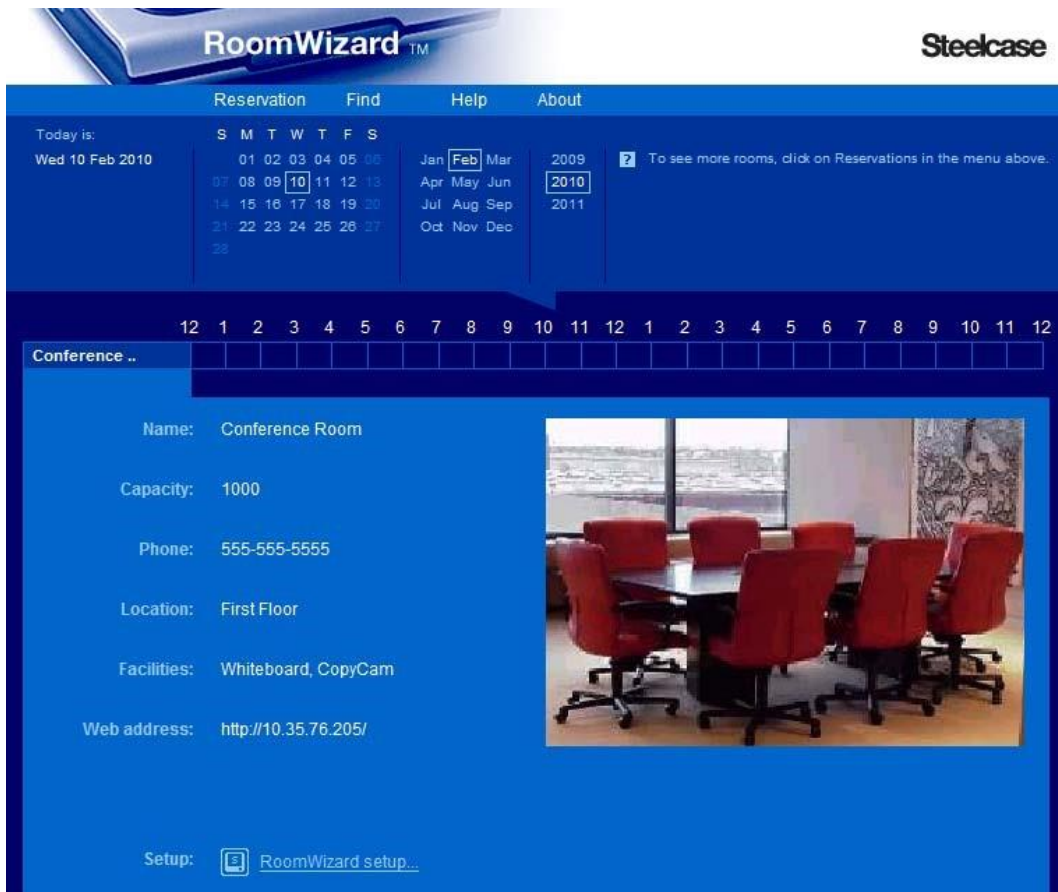 RoomWizard TM
Steelcase
Reservation Find Help About
Today is:
Wed 10 Feb 2010
S M T W T F S
01 02 03 04 05 06
07 08 09 10 11 12 13
14 15 16 17 18 19 20
21 22 23 24 25 26 27
28
Jan Feb Mar
Apr May Jun
Jul Aug Sep
Oct Nov Dec
2009
2010
2011
? To see more rooms, click on Reservations in the menu above.
12 1 2 3 4 5 6 7 8 9 10 11 12 1 2 3 4 5 6 7 8 9 10 11 12
Conference ..
Name: Conference Room
Capacity: 1000
Phone: 555-555-5555
Location: First Floor
Facilities: Whiteboard, CopyCam
Web address: http://10.35.76.205/
Setup: S RoomWizard setup...